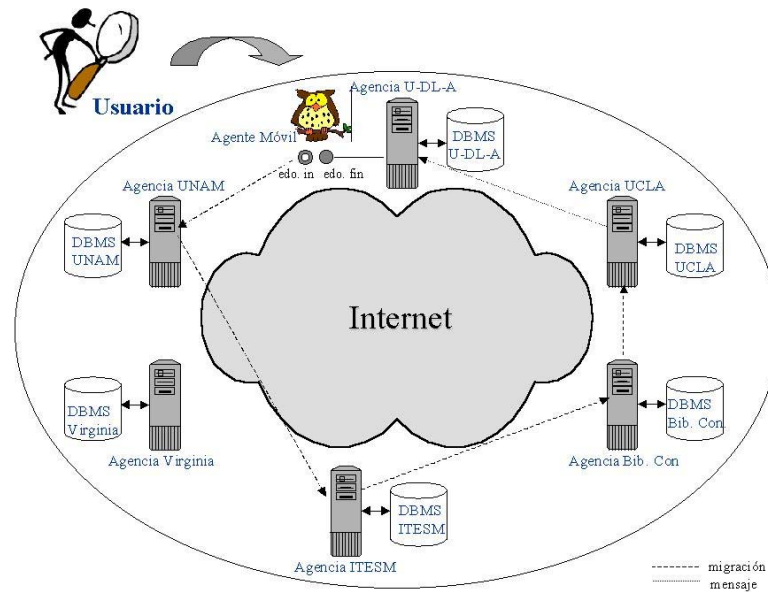 Usuario
Agencia U-DL-A
Agente Móvil
DBMS
U-DL-A
edo. in edo. fin
Agencia UNAM
Agencia UCLA
DBMS
UNAM
DBMS
UCLA
Internet
DBMS
Virginia
DBMS
Bib. Con.
Agencia Virginia
Agencia Bib. Con
DBMS
ITESM
Agencia ITESM
migración
mensaje